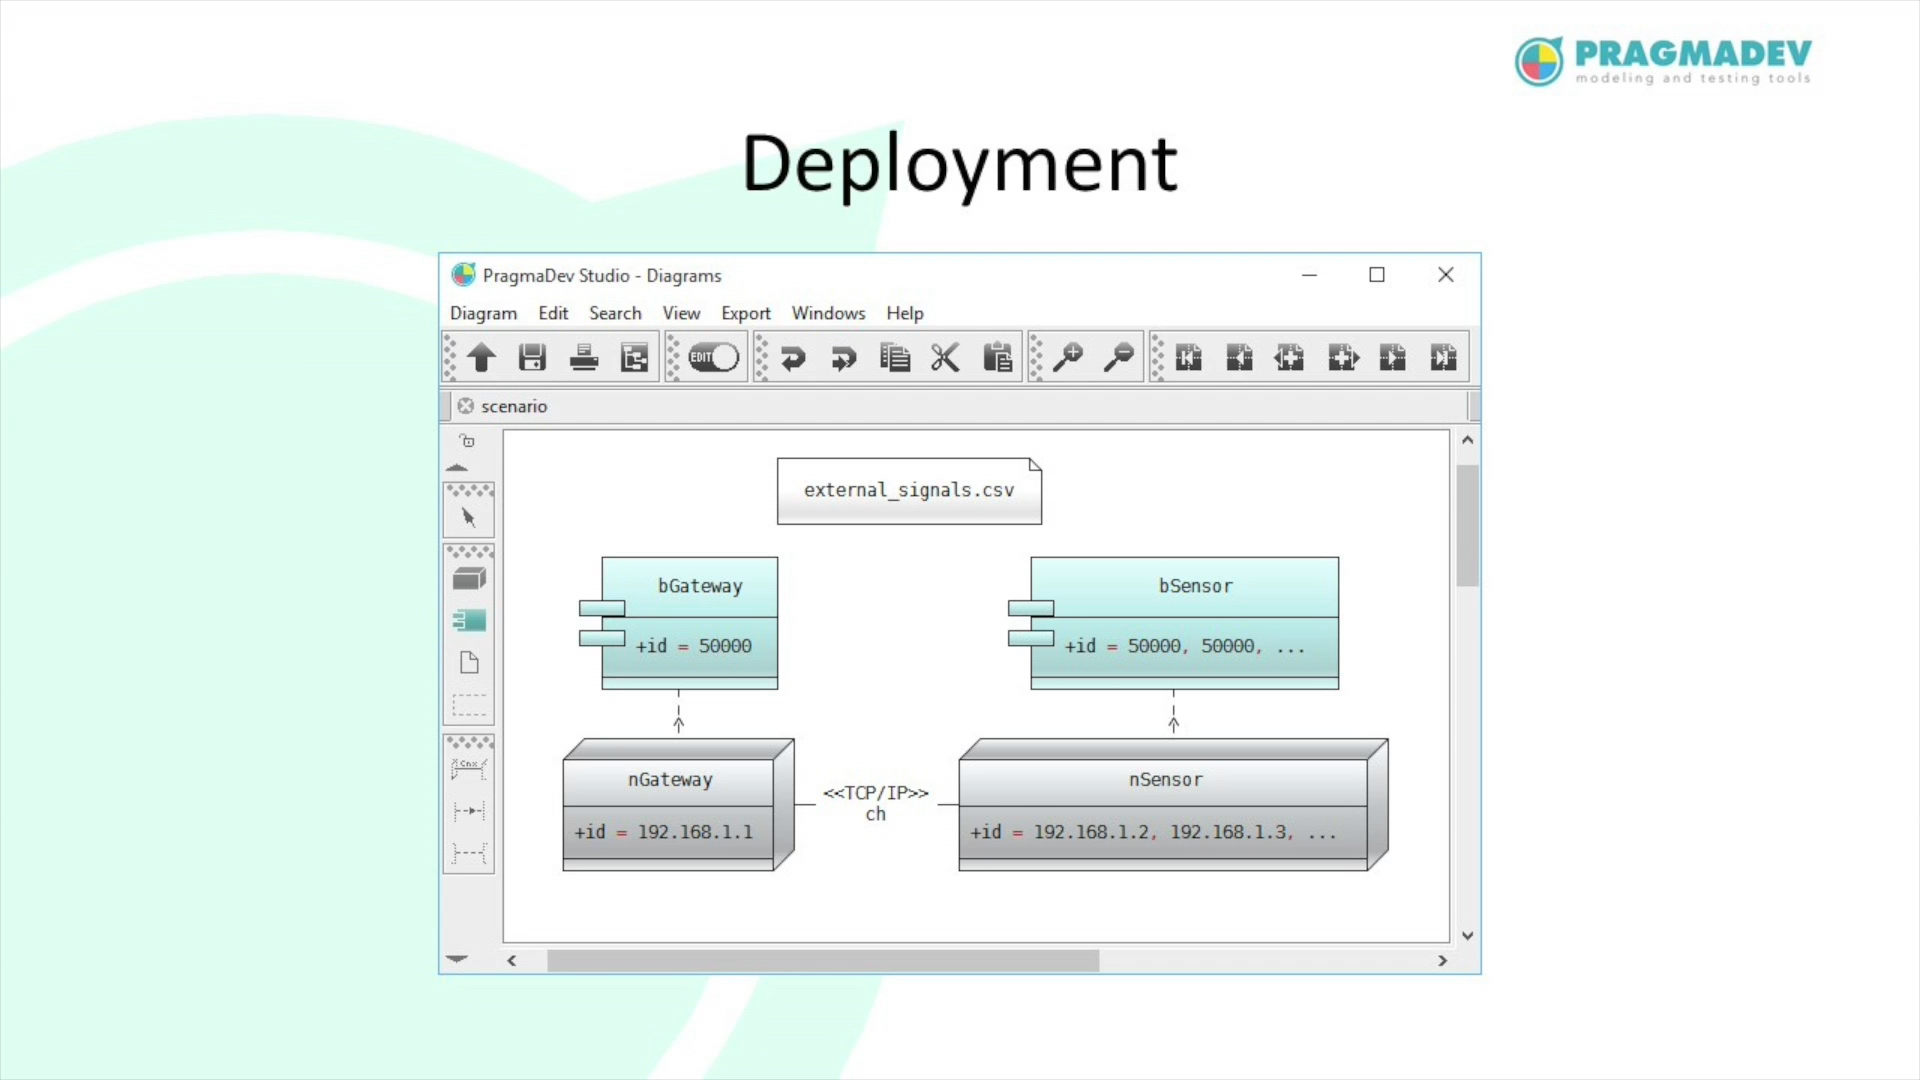 PRAGMADEV
modeling and testing tools
Deployment
PragmaDev Studio - Diagrams
Diagram Edit Search View Export Windows Help
EDIT
scenario
external_signals.csv
bGateway
+id = 50000
bSensor
+id = 50000, 50000, ...
nGateway
+id = 192.168.1.1
<<TCP/IP>>
ch
nSensor
+id = 192.168.1.2, 192.168.1.3, ...
Cnx